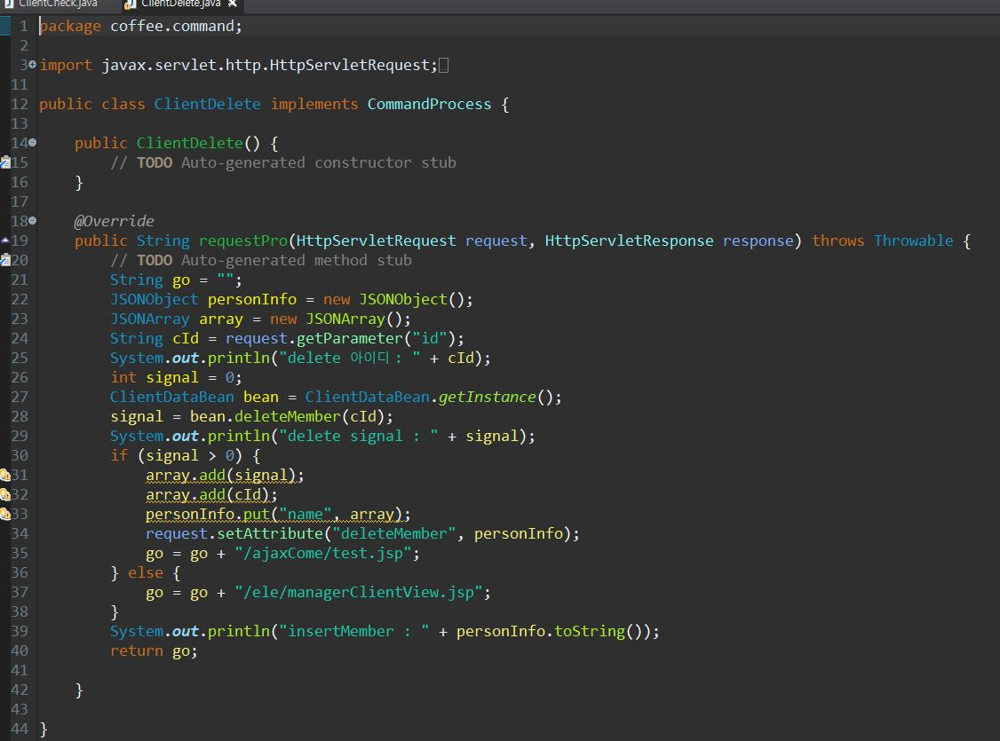 ClientCheck.java ClientDelete.java
1 package coffee.command;
2
3 import javax.servlet.http.HttpServletRequest;
11
12 public class ClientDelete implements CommandProcess {
13
14 public ClientDelete() {
15 // TODO Auto-generated constructor stub
16 }
17
18 @Override
19 public String requestPro(HttpServletRequest request, HttpServletResponse response) throws Throwable {
20 // TODO Auto-generated method stub
21 String go = "";
22 JSONObject personInfo = new JSONObject();
23 JSONArray array = new JSONArray();
24 String cId = request.getParameter("id");
25 System.out.println("delete 아이디 : " + cId);
26 int signal = 0;
27 ClientDataBean bean = ClientDataBean.getInstance();
28 signal = bean.deleteMember(cId);
29 System.out.println("delete signal : " + signal);
30 if (signal > 0) {
31 array.add(signal);
32 array.add(cId);
33 personInfo.put("name", array);
34 request.setAttribute("deleteMember", personInfo);
35 go = go + "/ajaxCome/test.jsp";
36 } else {
37 go = go + "/ele/managerClientView.jsp";
38 }
39 System.out.println("insertMember : " + personInfo.toString());
40 return go;
41
42 }
43
44 }